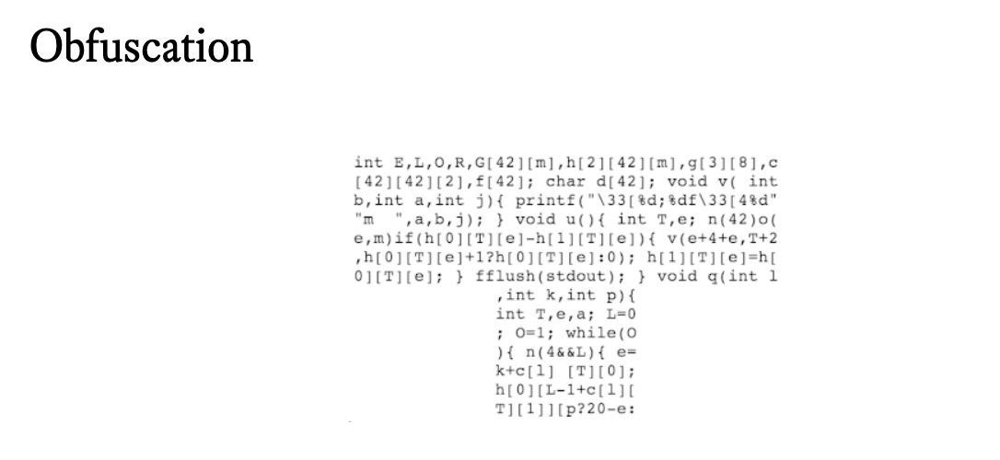 Obfuscation
int E,L,O,R,G[42][m],h[2][42][m],g[3][8],c
[42][42][2],f[42]; char d[42]; void v( int
b,int a,int j){ printf("\33[%d;%df\33[4%d"
"m  ",a,b,j); } void u(){ int T,e; n(42)o(
e,m)if(h[0][T][e]-h[1][T][e]){ v(e+4+e,T+2
,h[0][T][e]+1?h[0][T][e]:0); h[1][T][e]=h[
0][T][e]; } fflush(stdout); } void q(int l
,int k,int p){
int T,e,a; L=0
; O=1; while(O
){ n(4&&L){ e=
k+c[l] [T][0];
h[0][L-1+c[l][
T][1]][p?20-e: